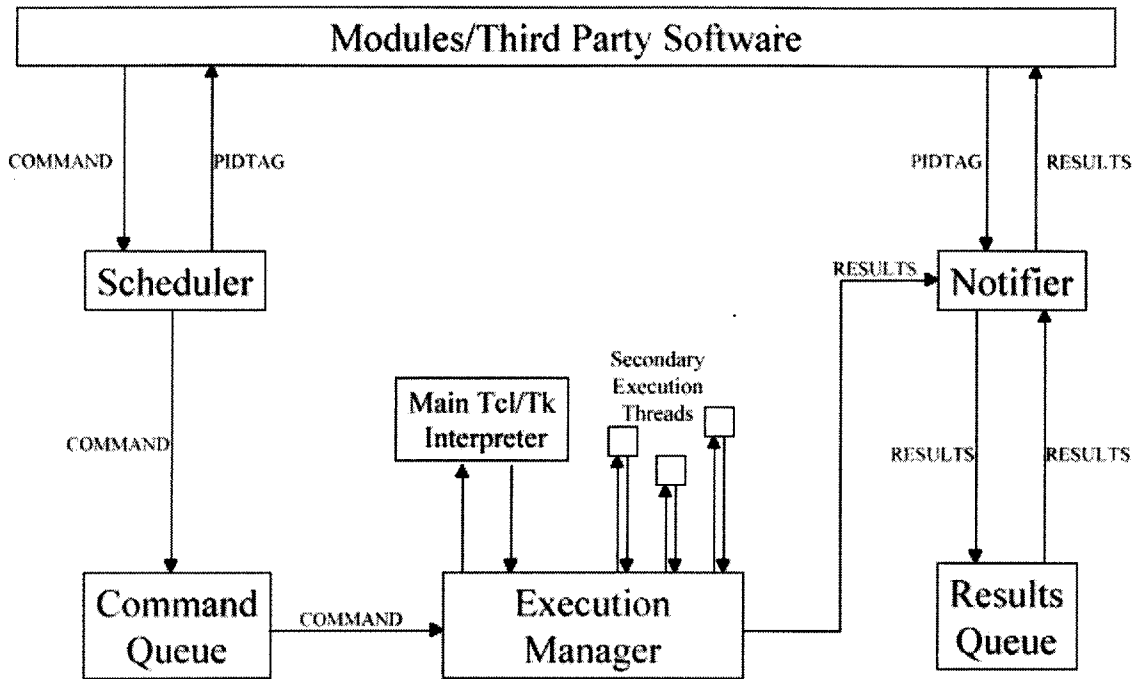 Modules/Third Party Software
COMMAND
PIDTAG
PIDTAG
RESULTS
Scheduler
RESULTS
Notifier
Secondary
Execution
Threads
Main Tcl/Tk
Interpreter
COMMAND
RESULTS
RESULTS
Command
Queue
COMMAND
Execution
Manager
Results
Queue